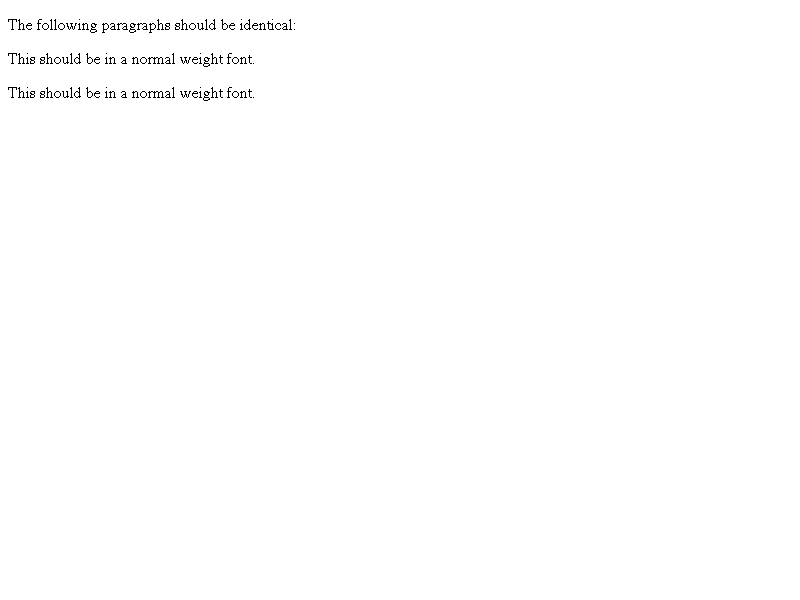 The following paragraphs should be identical:
This should be in a normal weight font.
This should be in a normal weight font.